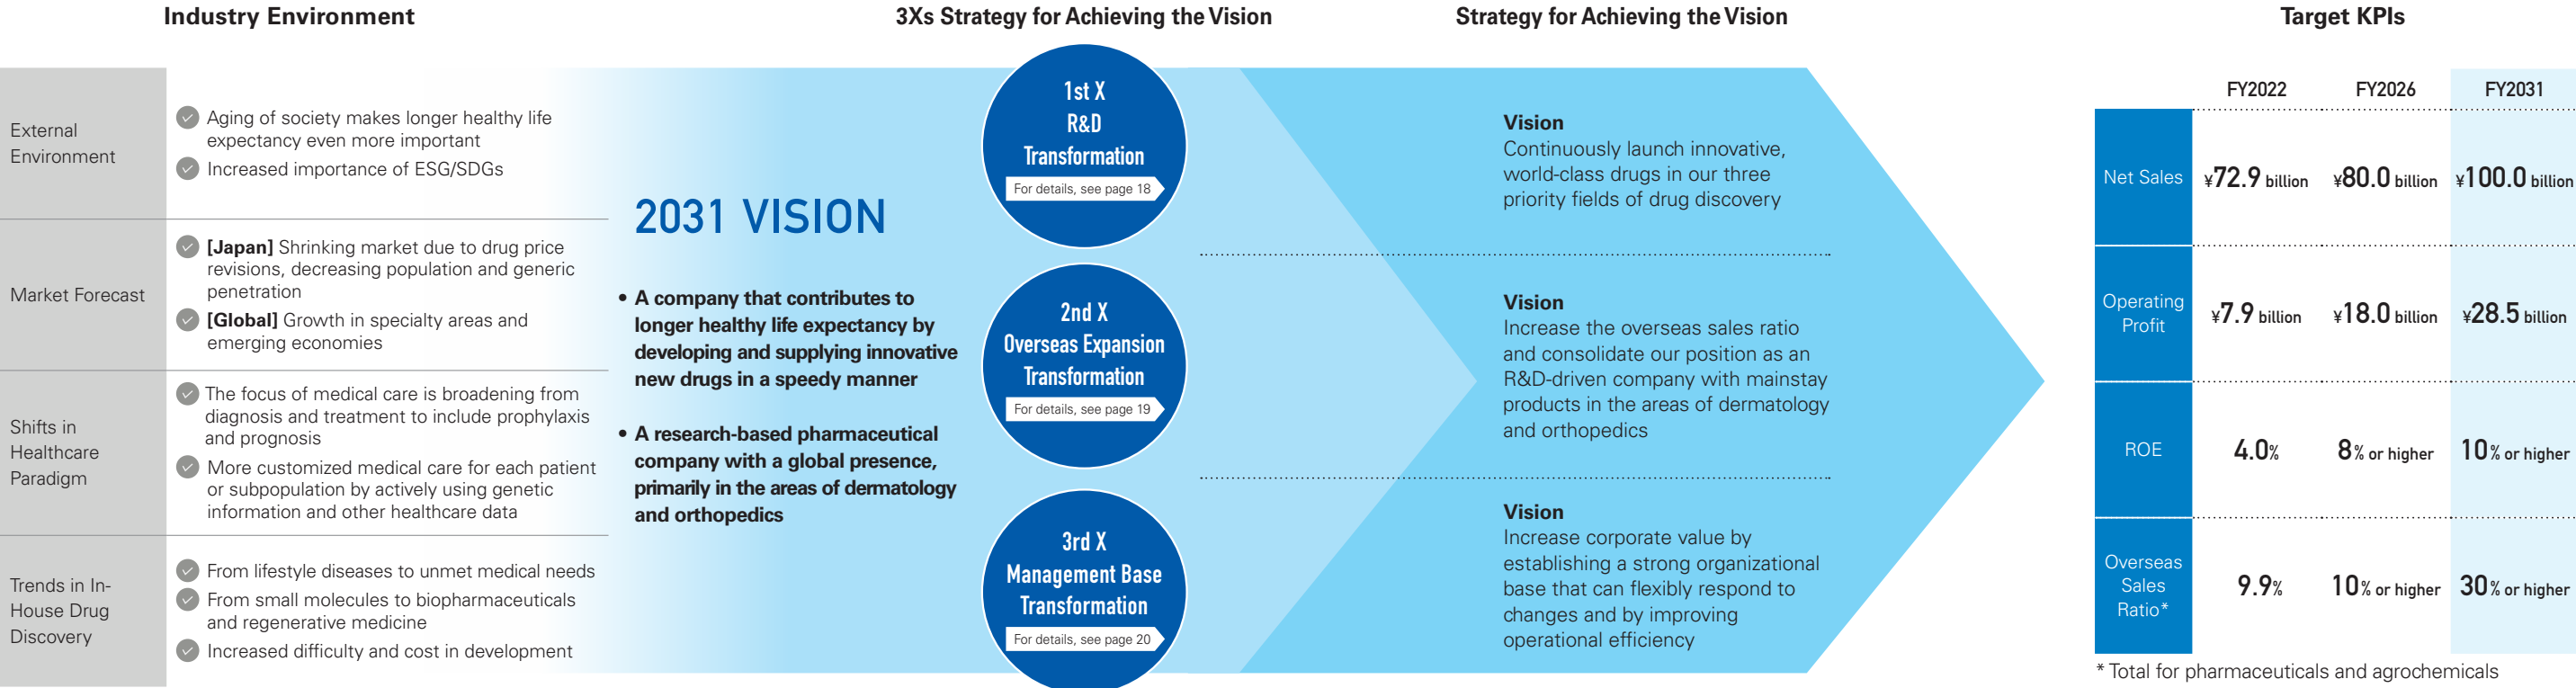 Industry Environment
3Xs Strategy for Achieving the Vision
Strategy for Achieving the Vision
Target KPIs
External
Environment
Aging of society makes longer healthy life
expectancy even more important
Increased importance of ESG/SDGs
Market Forecast
[Japan] Shrinking market due to drug price
revisions, decreasing population and generic
penetration
[Global] Growth in specialty areas and
emerging economies
Shifts in
Healthcare
Paradigm
The focus of medical care is broadening from
diagnosis and treatment to include prophylaxis
and prognosis
More customized medical care for each patient
or subpopulation by actively using genetic
information and other healthcare data
Trends in In-
House Drug
Discovery
From lifestyle diseases to unmet medical needs
From small molecules to biopharmaceuticals
and regenerative medicine
Increased difficulty and cost in development
2031 VISION
• A company that contributes to
longer healthy life expectancy by
developing and supplying innovative
new drugs in a speedy manner
• A research-based pharmaceutical
company with a global presence,
primarily in the areas of dermatology
and orthopedics
1st X
R&D
Transformation
For details, see page 18
2nd X
Overseas Expansion
Transformation
For details, see page 19
3rd X
Management Base
Transformation
For details, see page 20
Vision
Continuously launch innovative,
world-class drugs in our three
priority fields of drug discovery
Vision
Increase the overseas sales ratio
and consolidate our position as an
R&D-driven company with mainstay
products in the areas of dermatology
and orthopedics
Vision
Increase corporate value by
establishing a strong organizational
base that can flexibly respond to
changes and by improving
operational efficiency
FY2022 FY2026 FY2031
Net Sales ¥72.9 billion ¥80.0 billion ¥100.0 billion
Operating
Profit
¥7.9 billion ¥18.0 billion ¥28.5 billion
ROE 4.0% 8% or higher 10% or higher
Overseas
Sales
Ratio*
9.9% 10% or higher 30% or higher
* Total for pharmaceuticals and agrochemicals